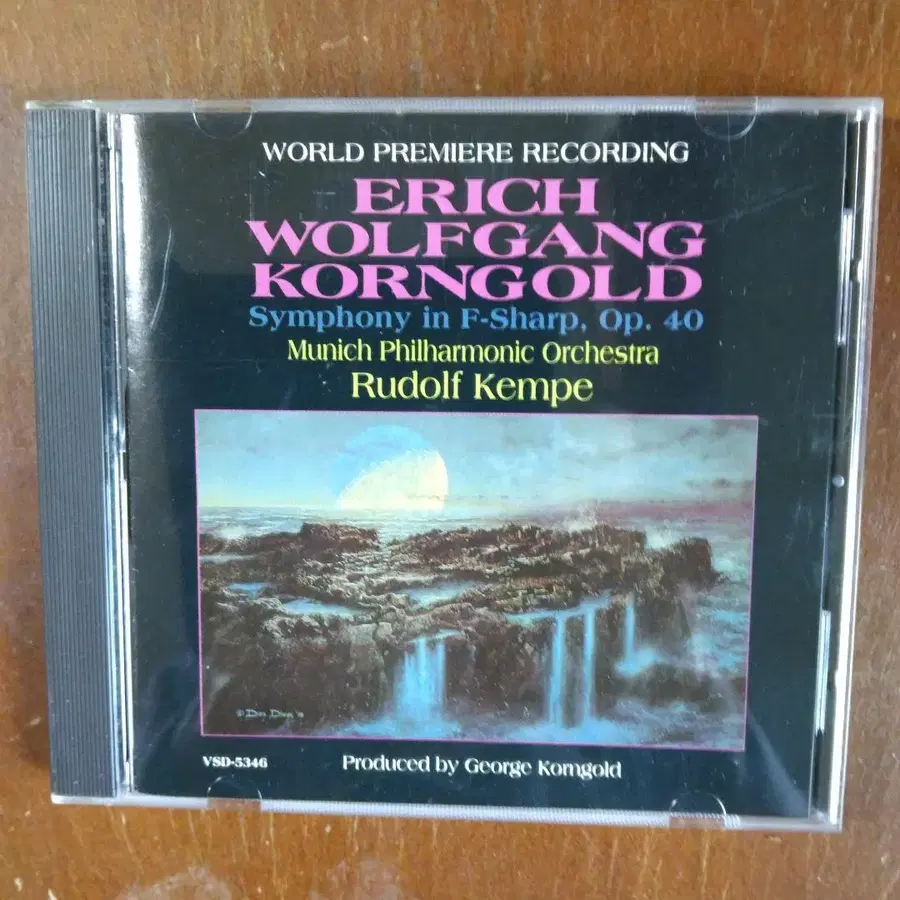 WORLD PREMIERE RECORDING
ERICH
WOLFGANG
KORNGOLD
Symphony in F-Sharp, Op. 40
Munich Philharmonic Orchestra
Rudolf Kempe
VSD-5346
Produced by George Korngold